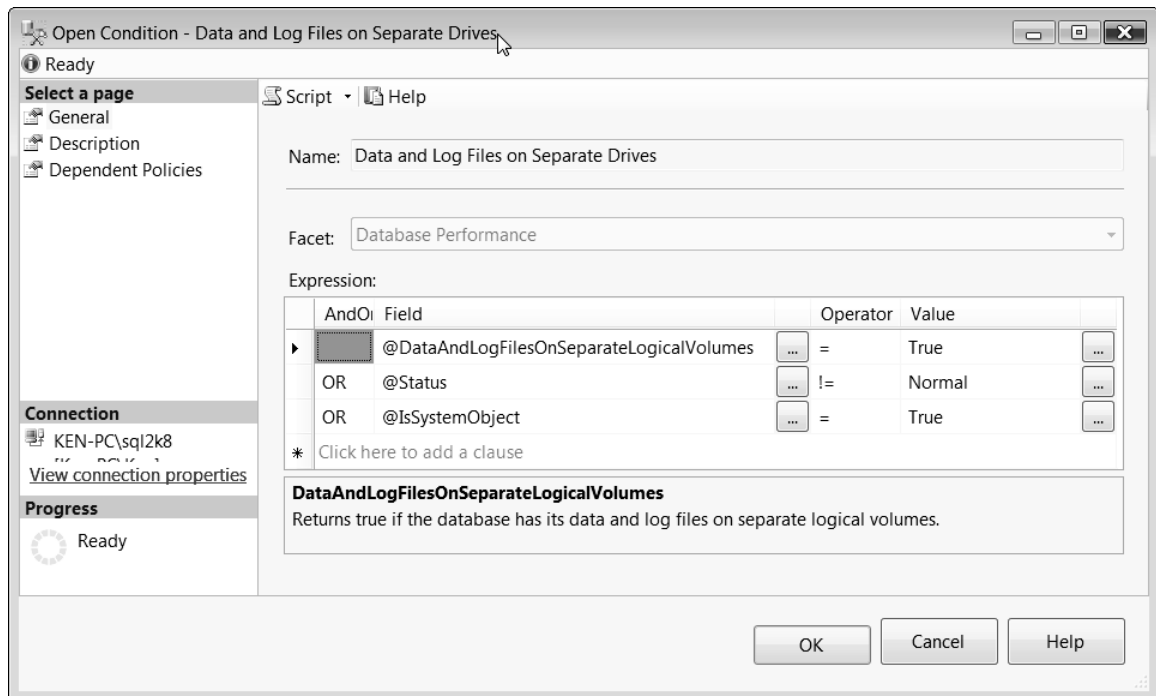 Open Condition - Data and Log Files on Separate Drives
Ready
Select a page
General
Description
Dependent Policies
Script Help
Name: Data and Log Files on Separate Drives
Facet: Database Performance
Expression:
AndOr Field Operator Value
@DataAndLogFilesOnSeparateLogicalVolumes ... = True ...
OR @Status ... != Normal ...
OR @IsSystemObject ... = True ...
* Click here to add a clause
DataAndLogFilesOnSeparateLogicalVolumes
Returns true if the database has its data and log files on separate logical volumes.
Connection
KEN-PC\sql2k8
View connection properties
Progress
Ready
OK Cancel Help